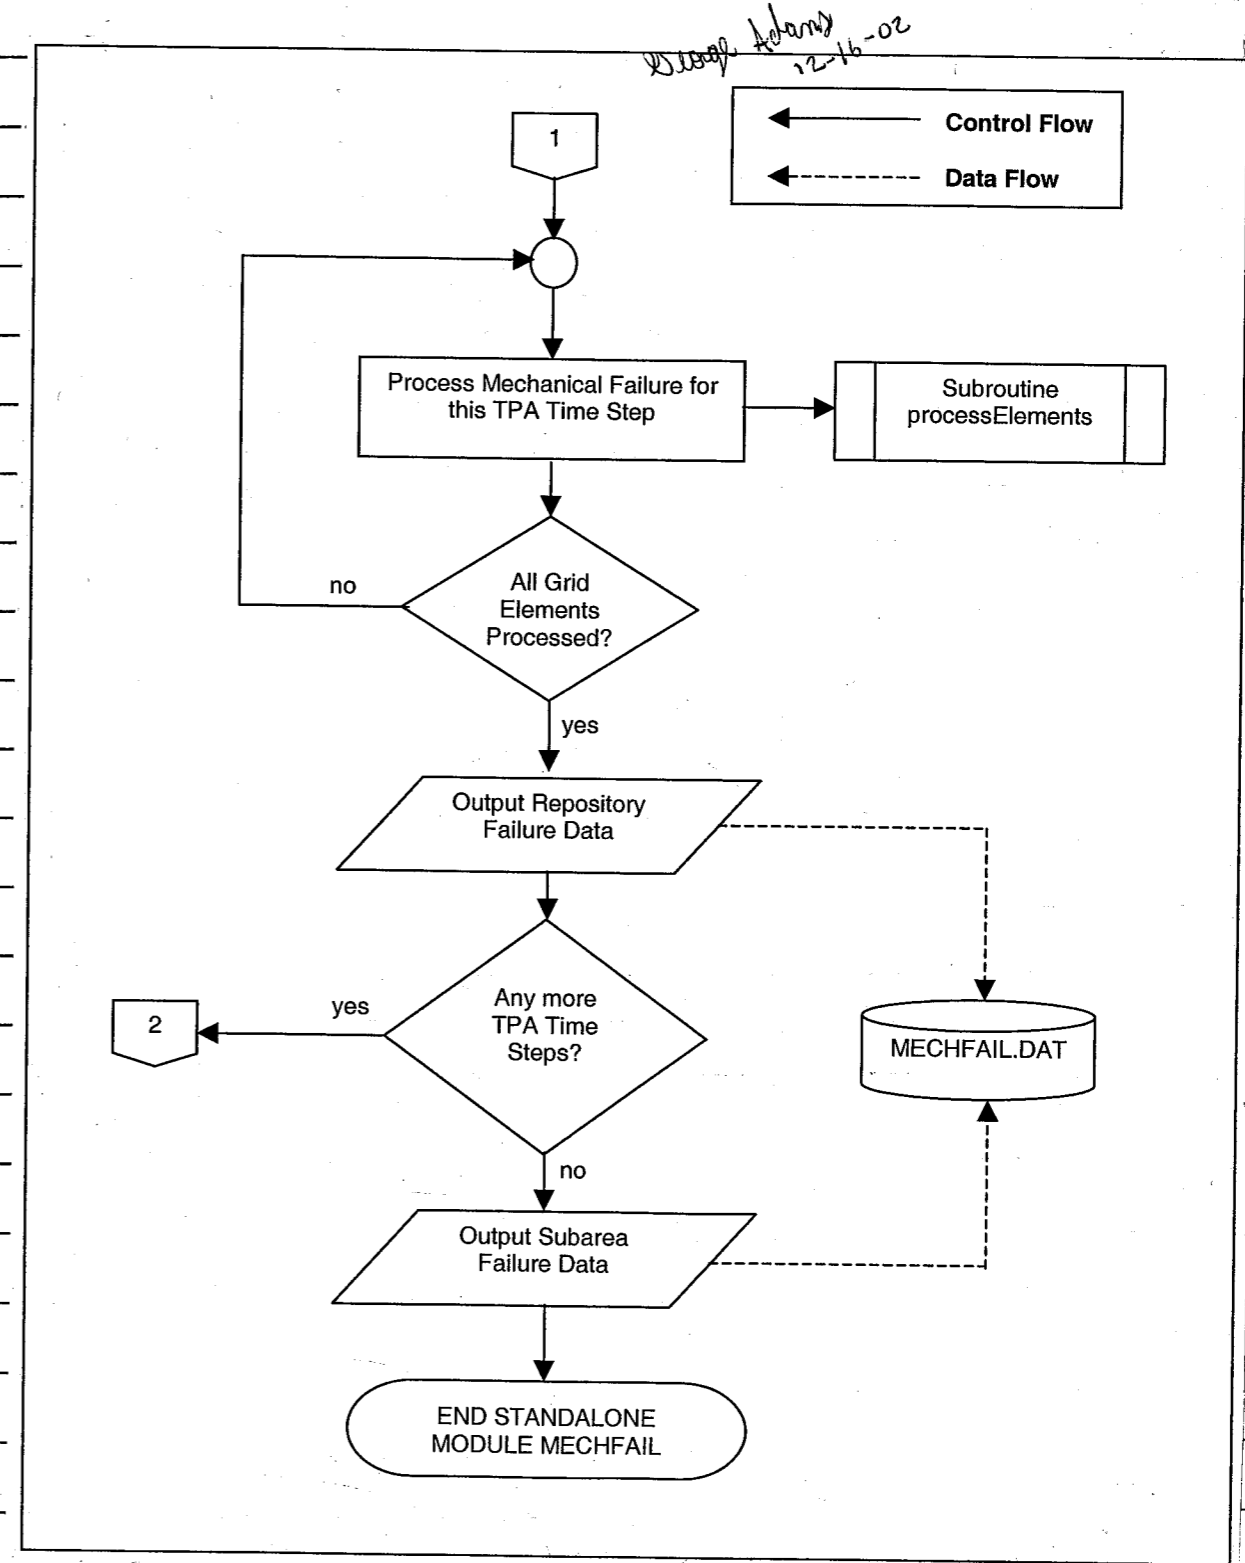 George Adams
12-16-02
Control Flow
Data Flow
1
Process Mechanical Failure for
this TPA Time Step
Subroutine
processElements
All Grid
Elements
Processed?
no
yes
Output Repository
Failure Data
Any more
TPA Time
Steps?
yes
2
MECHFAIL.DAT
no
Output Subarea
Failure Data
END STANDALONE
MODULE MECHFAIL